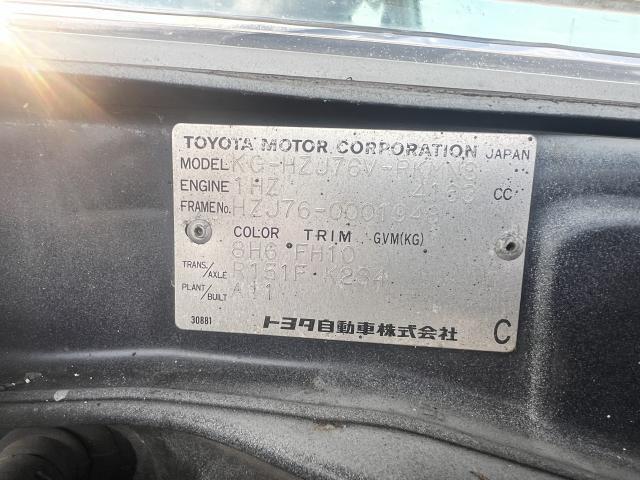 TOYOTA MOTOR CORPORATION JAPAN
MODEL KG-HZJ76V-RKMNS
ENGINE 1HZ 4163 CC
FRAME No.
COLOR TRIM GVM(KG)
8H6 FH10
TRANS./AXLE R151F K294
PLANT/BUILT A11
30881 トヨタ自動車株式会社 C